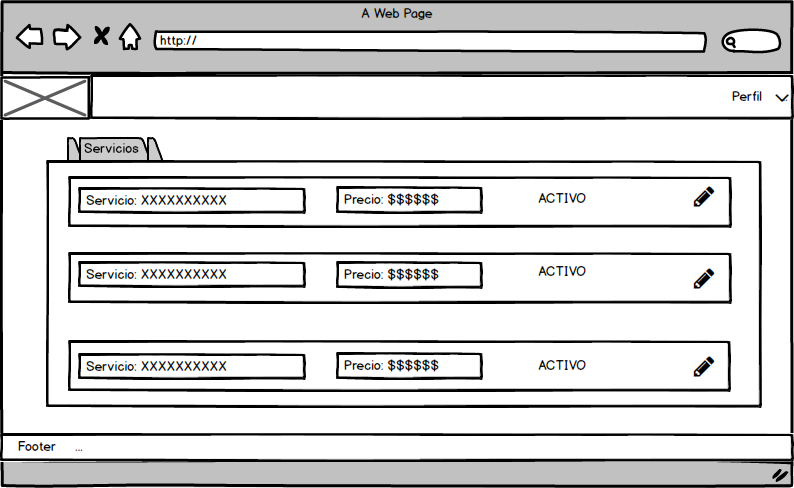 A Web Page
http://
Perfil
Servicios
Servicio: XXXXXXXXXX Precio: $$$$$$ ACTIVO
Servicio: XXXXXXXXXX Precio: $$$$$$ ACTIVO
Servicio: XXXXXXXXXX Precio: $$$$$$ ACTIVO
Footer ...